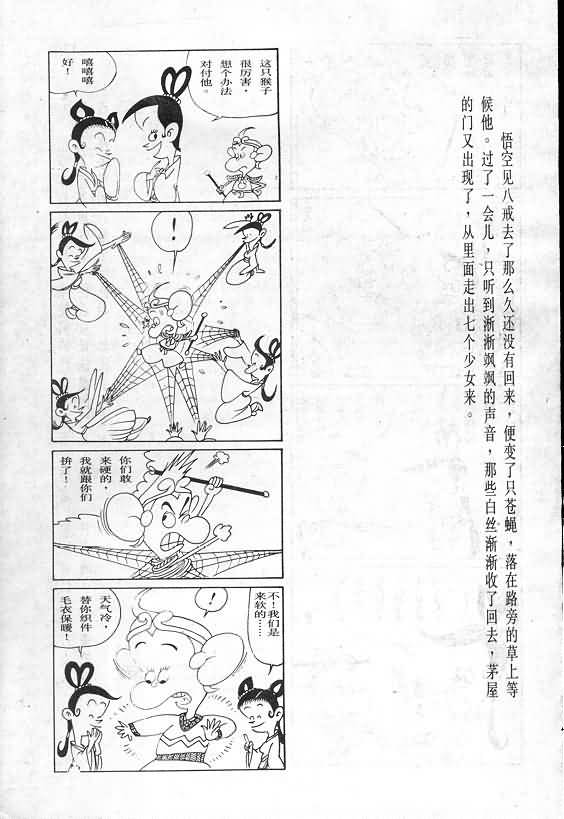 悟空见八戒去了那么久还没有回来，便变了只苍蝇，落在路旁的草上等
候他。过了一会儿，只听到渐渐飒飒的声音，那些白丝渐渐收了回去，茅屋
的门又出现了，从里面走出七个少女来。
这只猴子
很厉害，
想个办法
对付他。
嘻嘻嘻
好！
！
你们敢
来硬的，
我就跟你们
拚了！
不！我们是
来软的……
！
天气冷，
替你织件
毛衣保暖！